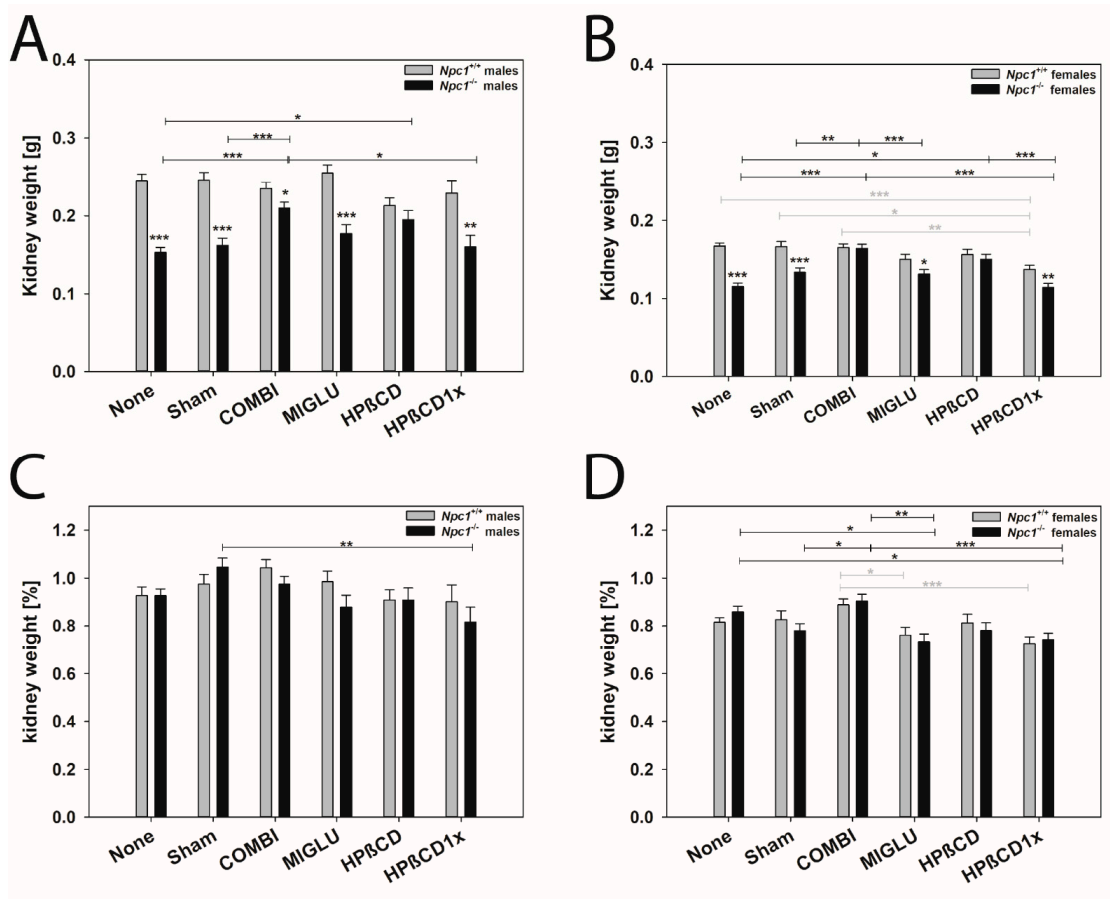 A
Kidney weight [g]
0.4
0.3
0.2
0.1
0.0
Npc1+/+ males
Npc1-/- males
*
***
*** *
*** *** * *** **
None Sham COMBI MIGLU HPßCD HPßCD1x
B
Kidney weight [g]
0.4
0.3
0.2
0.1
0.0
Npc1+/+ females
Npc1-/- females
** ***
* ***
*** ***
***
*
**
*** *** * **
None Sham COMBI MIGLU HPßCD HPßCD1x
C
kidney weight [%]
1.2
1.0
0.8
0.6
0.4
0.2
0.0
Npc1+/+ males
Npc1-/- males
**
None Sham COMBI MIGLU HPßCD HPßCD1x
D
kidney weight [%]
1.2
1.0
0.8
0.6
0.4
0.2
0.0
Npc1+/+ females
Npc1-/- females
**
*
* ***
*
*
***
None Sham COMBI MIGLU HPßCD HPßCD1x